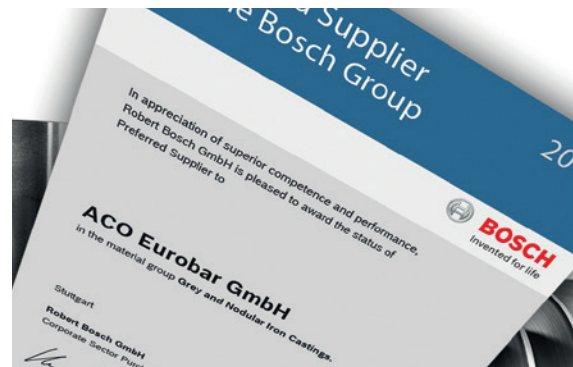 Supplier
Bosch Group
20
In appreciation of superior competence and performance,
Robert Bosch GmbH is pleased to award the status of
Preferred Supplier to
BOSCH
Invented for life
ACO Eurobar GmbH
in the material group Grey and Nodular Iron Castings.
Stuttgart
Robert Bosch GmbH
Corporate Sector